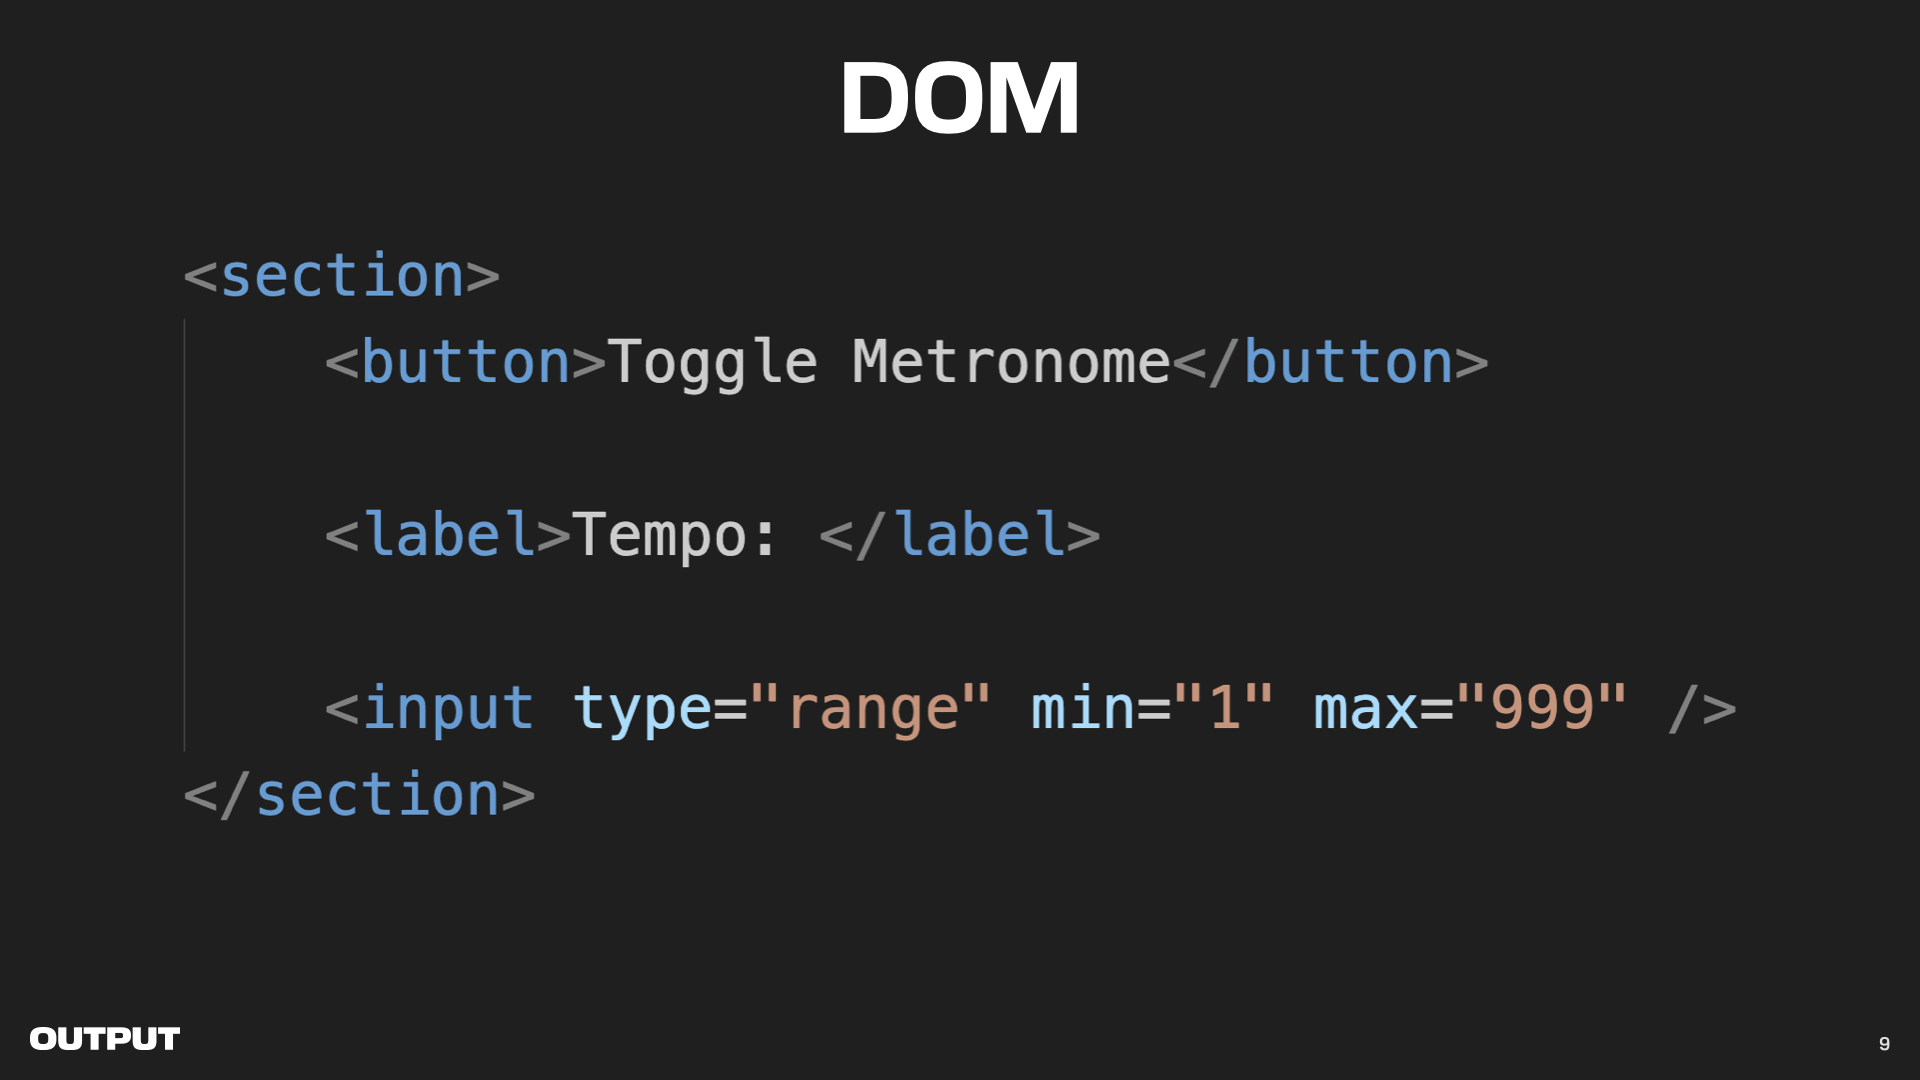 DOM
<section>
<button>Toggle Metronome</button>
<label>Tempo: </label>
<input type="range" min="1" max="999" />
</section>
OUTPUT
9